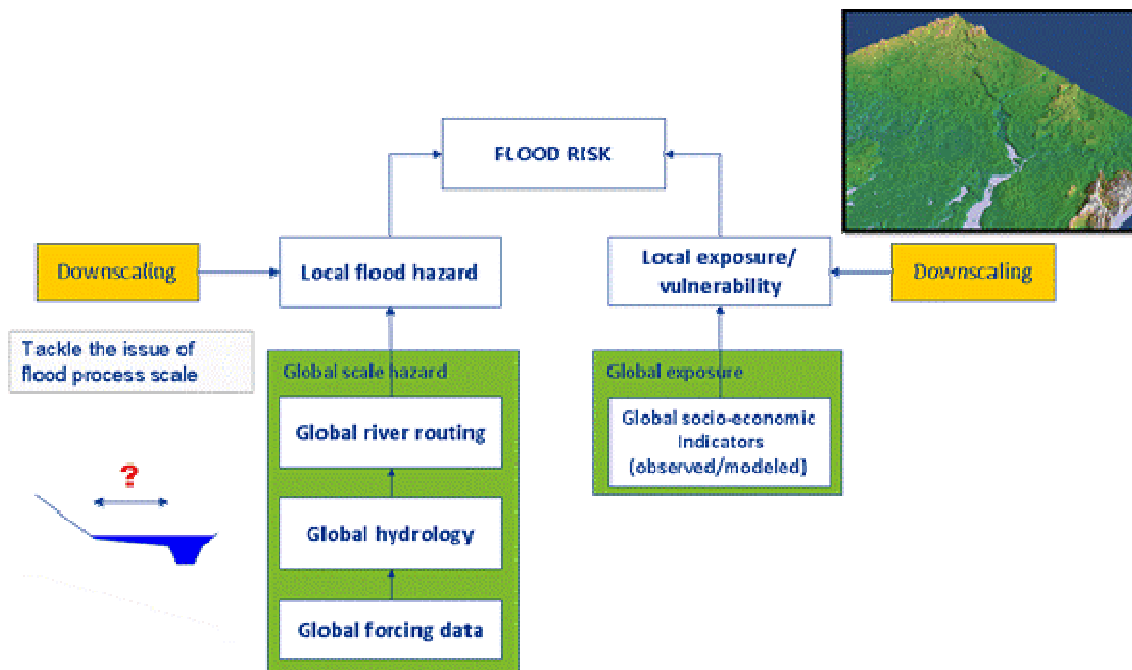 FLOOD RISK
Downscaling
Local flood hazard
Local exposure/
vulnerability
Downscaling
Tackle the issue of
flood process scale
Global scale hazard
Global exposure
Global river routing
Global socio-economic
Indicators
(observed/modeled)
?
Global hydrology
Global forcing data